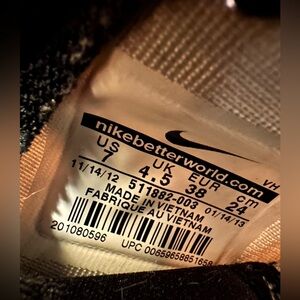 nikebetterworld.com
US UK EUR cm
7 4.5 38 24
VH
11/14/12 511882-003 01/14/13
MADE IN VIETNAM
FABRIQUE AU VIETNAM
201080596 UPC 00659658851658